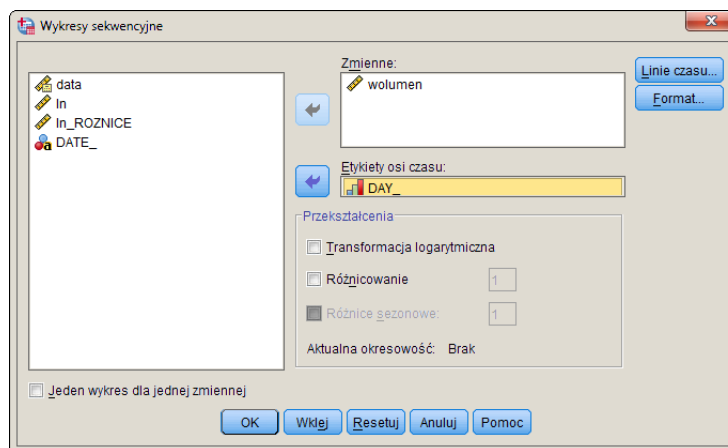 Wykresy sekwencyjne
data
ln
ln_ROZNICE
DATE_
Zmienne:
wolumen
Etykiety osi czasu:
DAY_
Przekształcenia
Transformacja logarytmiczna
Różnicowanie
1
Różnice sezonowe:
1
Aktualna okresowość: Brak
Linie czasu...
Format...
Jeden wykres dla jednej zmiennej
OK
Wklej
Resetuj
Anuluj
Pomoc